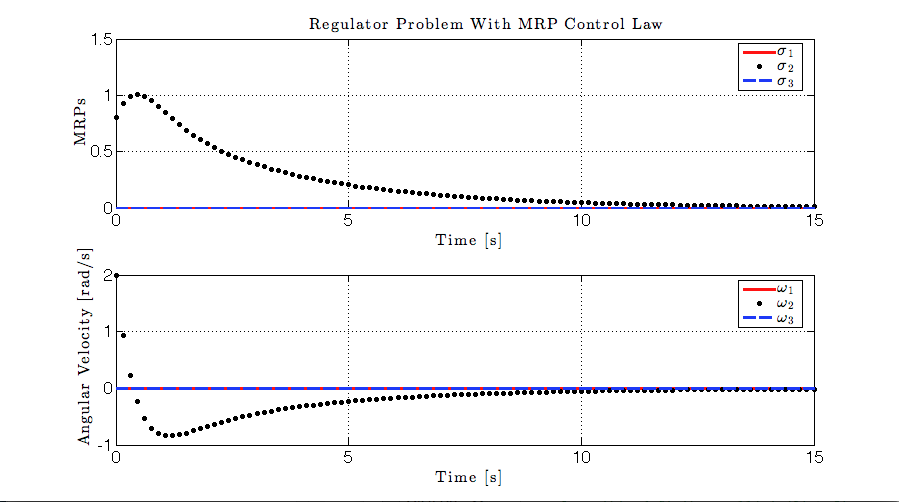 Regulator Problem With MRP Control Law
1.5
1
0.5
0
MRPs
σ₁
σ₂
σ₃
0 5 10 15
Time [s]
2
1
0
-1
Angular Velocity [rad/s]
ω₁
ω₂
ω₃
0 5 10 15
Time [s]